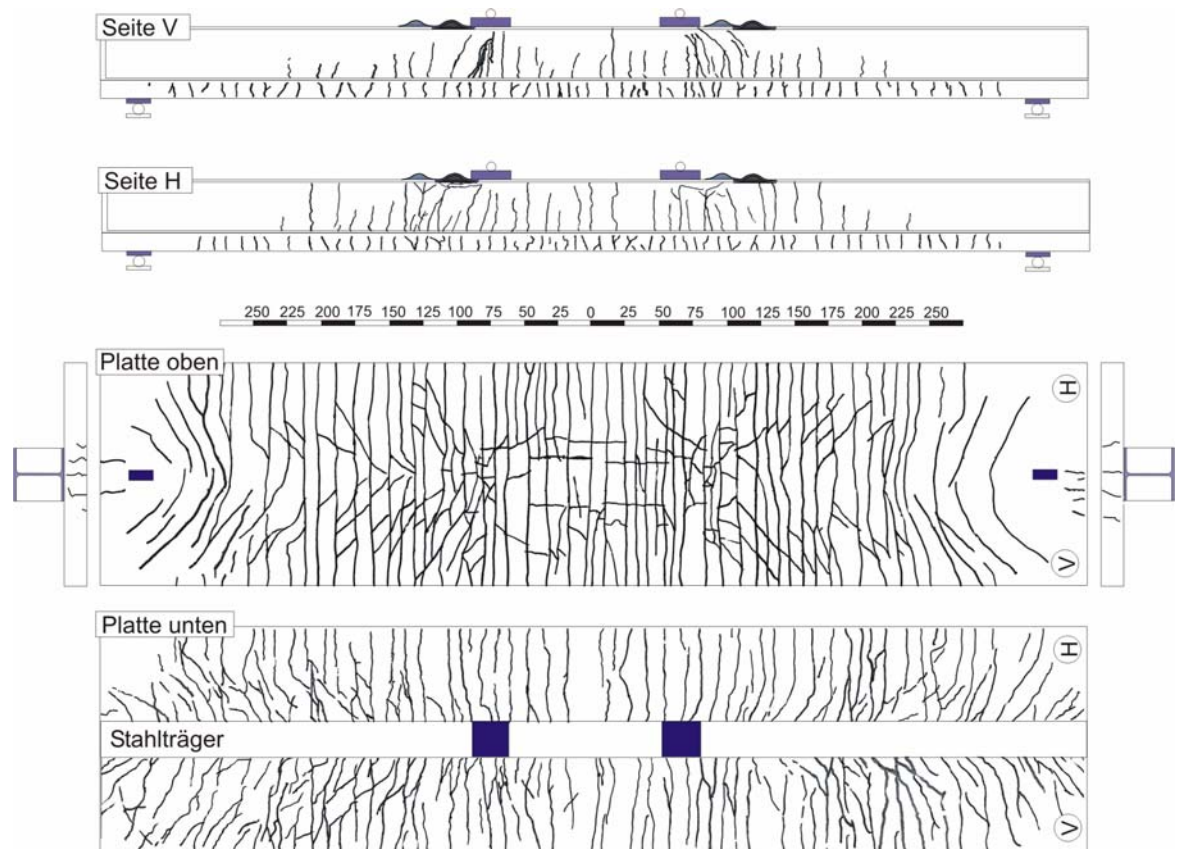 Seite V
Seite H
250 225 200 175 150 125 100 75 50 25 0 25 50 75 100 125 150 175 200 225 250
Platte oben
H
V
Platte unten
H
Stahlträger
V